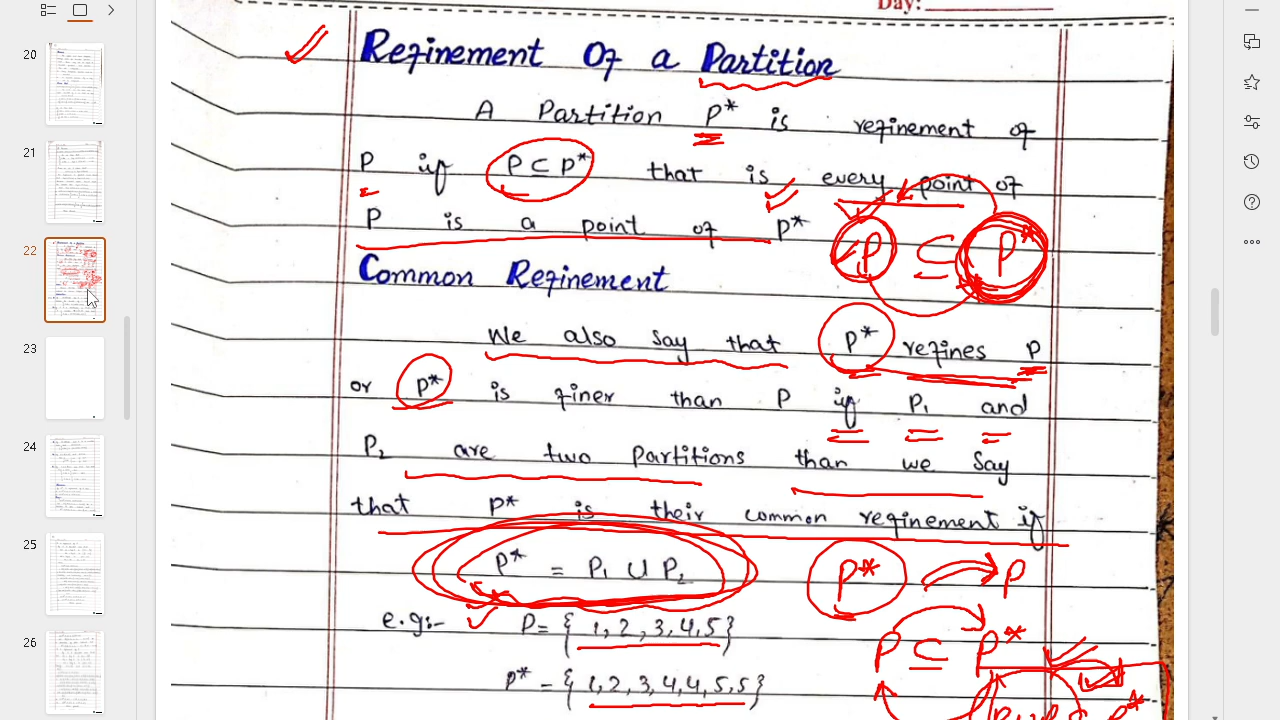 Day:
Refinement Of a Partition
A Partition P* is refinement of
P if P ⊂ P* that is every point of
P is a point of P*
P ⊆ P*
Common Refinement
We also say that P* refines P
or P* is finer than P if P₁ and
P₂ are two partitions than we say
that P* is their common refinement if
P* = P₁ ∪ P₂
P* → P
e.g:- P = { 1, 2, 3, 4, 5 }
P ⊆ P*
P* = { 1, 2, 3, 4, 4, 5, 5 }
24
25